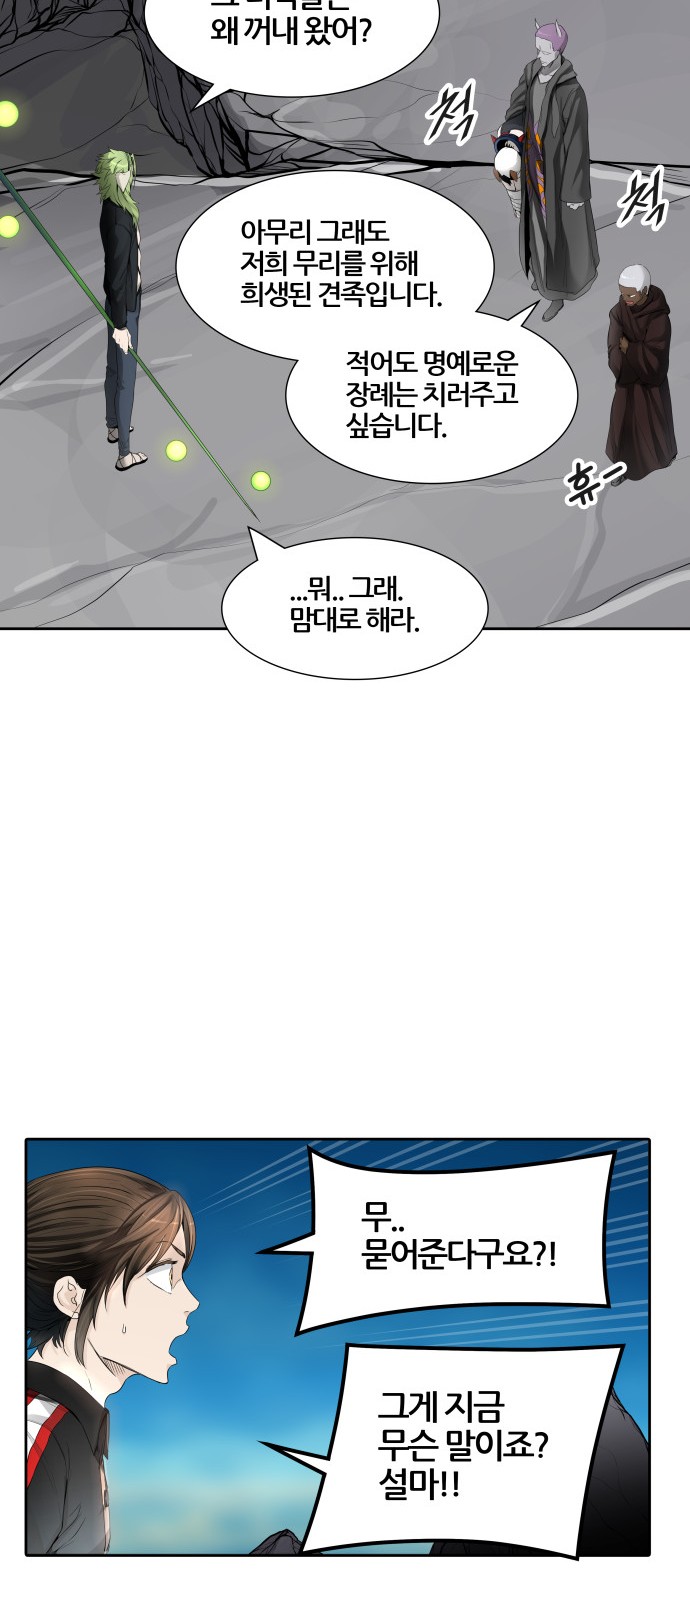 왜 꺼내 왔어?
척
척
아무리 그래도
저희 무리를 위해
희생된 견족입니다.
적어도 명예로운
장례는 치러주고
싶습니다.
휴-
...뭐.. 그래.
맘대로 해라.
무..
묻어준다구요?!
그게 지금
무슨 말이죠?
설마!!